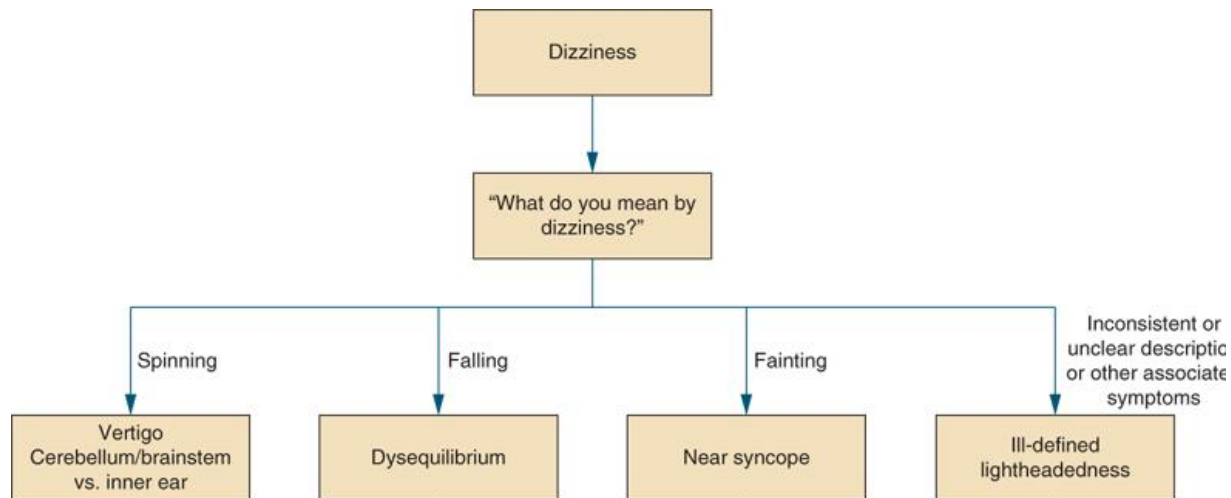 Dizziness
“What do you mean by
dizziness?”
Spinning
Falling
Fainting
Inconsistent or
unclear descriptio
or other associate
symptoms
Vertigo
Cerebellum/brainstem
vs. inner ear
Dysequilibrium
Near syncope
Ill-defined
lightheadedness